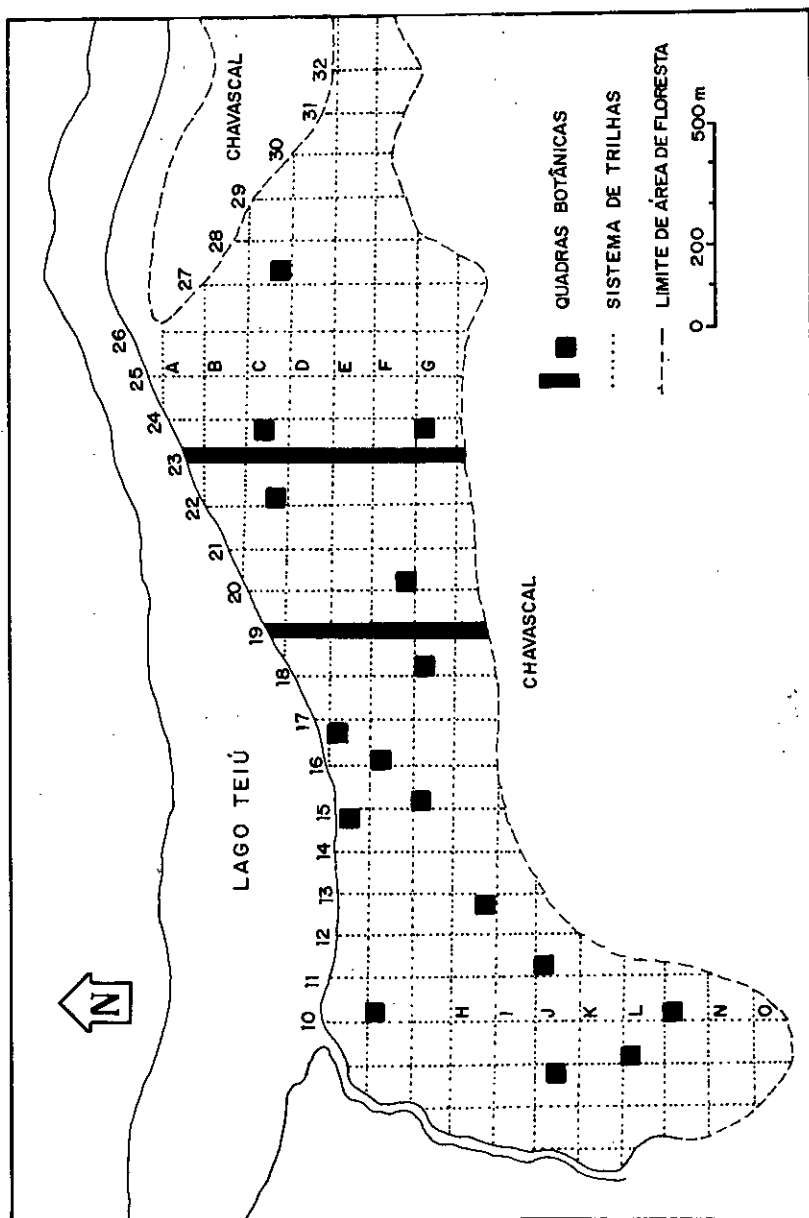 N
LAGO TEIÚ
CHAVASCAL
10
11
12
13
14
15
16
17
18
19
20
21
22
23
24
25
26
27
28
29
30
31
32
A
B
C
D
E
F
G
H
I
J
K
L
N
O
CHAVASCAL
QUADRAS BOTÂNICAS
SISTEMA DE TRILHAS
LIMITE DE ÁREA DE FLORESTA
0 200 500 m